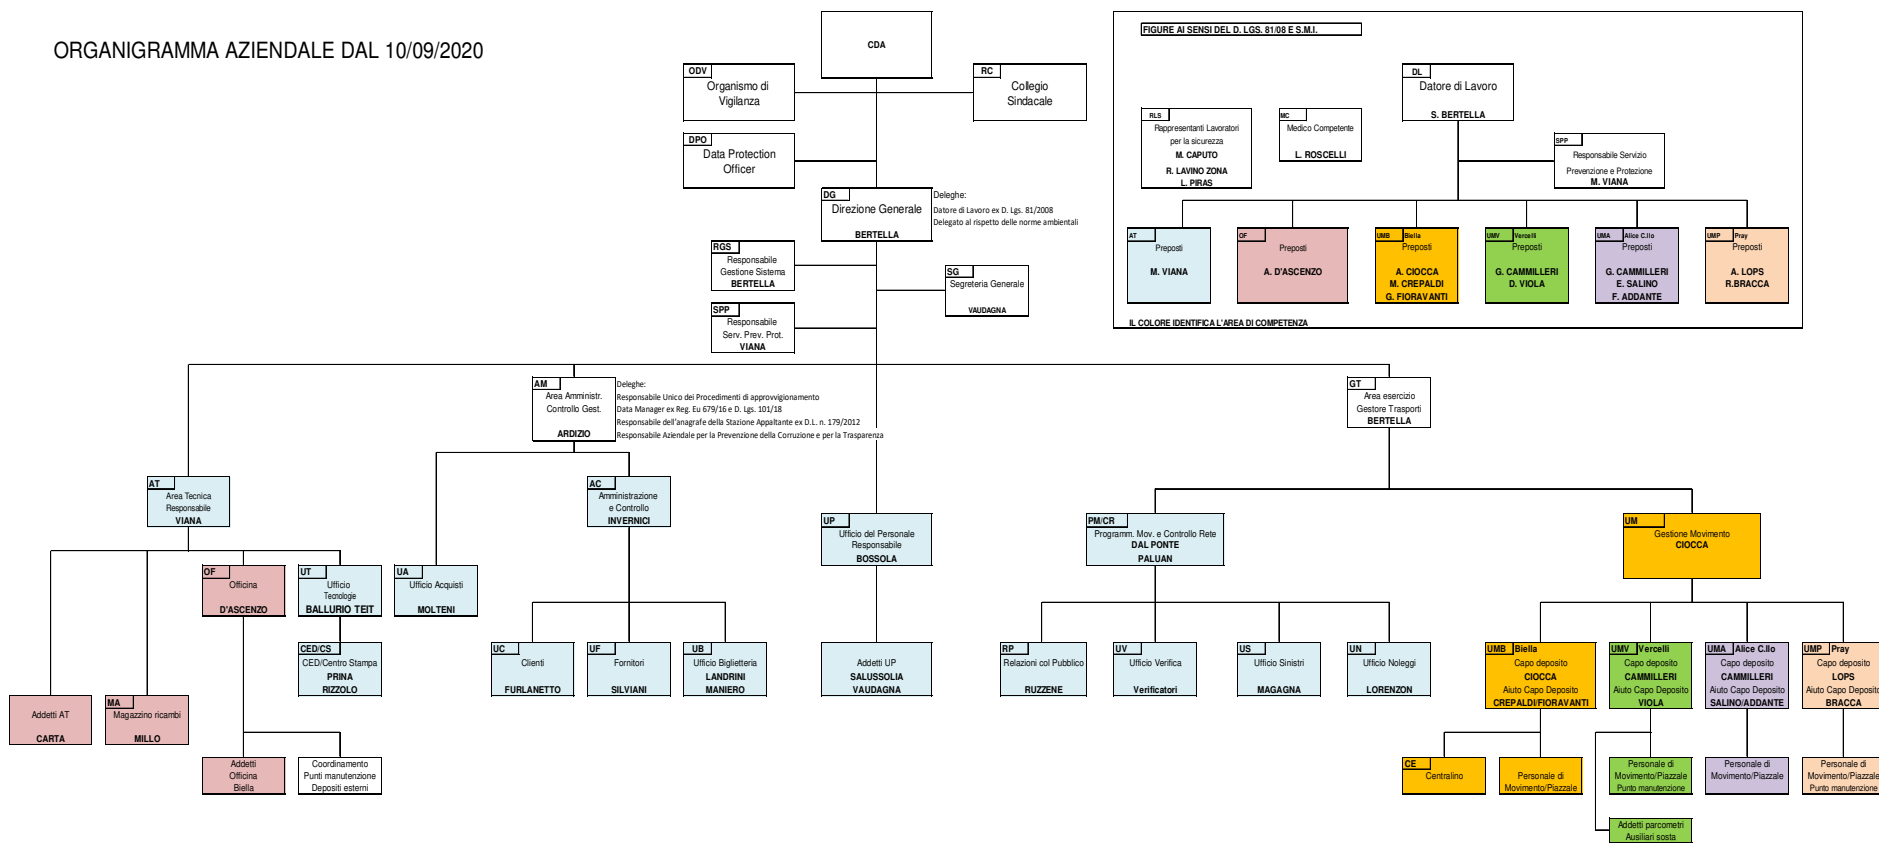 ORGANIGRAMMA AZIENDALE DAL 10/09/2020
CDA
ODV
Organismo di
Vigilanza
RC
Collegio
Sindacale
DPO
Data Protection
Officer
DG
Direzione Generale
BERTELLA
Deleghe:
Datore di Lavoro ex D. Lgs. 81/2008
Delegato al rispetto delle norme ambientali
RGS
Responsabile
Gestione Sistema
BERTELLA
SG
Segreteria Generale
VAUDAGNA
SPP
Responsabile
Serv. Prev. Prot.
VIANA
FIGURE AI SENSI DEL D. LGS. 81/08 E S.M.I.
DL
Datore di Lavoro
S. BERTELLA
RLS
Rappresentanti Lavoratori
per la sicurezza
M. CAPUTO
R. LAVINO ZONA
L. PIRAS
MC
Medico Competente
L. ROSCELLI
SPP
Responsabile Servizio
Prevenzione e Protezione
M. VIANA
AT
Preposti
M. VIANA
OF
Preposti
A. D'ASCENZO
UMB Biella
Preposti
A. CIOCCA
M. CREPALDI
G. FIORAVANTI
UMV Vercelli
Preposti
G. CAMMILLERI
D. VIOLA
UMA Alice C.llo
Preposti
G. CAMMILLERI
E. SALINO
F. ADDANTE
UMP Pray
Preposti
A. LOPS
R.BRACCA
IL COLORE IDENTIFICA L'AREA DI COMPETENZA
AM
Area Amministr.
Controllo Gest.
ARDIZIO
Deleghe:
Responsabile Unico dei Procedimenti di approvvigionamento
Data Manager ex Reg. Eu 679/16 e D. Lgs. 101/18
Responsabile dell'anagrafe della Stazione Appaltante ex D.L. n. 179/2012
Responsabile Aziendale per la Prevenzione della Corruzione e per la Trasparenza
GT
Area esercizio
Gestore Trasporti
BERTELLA
AT
Area Tecnica
Responsabile
VIANA
AC
Amministrazione
e Controllo
INVERNICI
UP
Ufficio del Personale
Responsabile
BOSSOLA
PM/CR
Programm. Mov. e Controllo Rete
DAL PONTE
PALUAN
UM
Gestione Movimento
CIOCCA
OF
Officina
D'ASCENZO
UT
Ufficio
Tecnologie
BALLURIO TEIT
UA
Ufficio Acquisti
MOLTENI
CED/CS
CED/Centro Stampa
PRINA
RIZZOLO
UC
Clienti
FURLANETTO
UF
Fornitori
SILVIANI
UB
Ufficio Biglietteria
LANDRINI
MANIERO
Addetti UP
SALUSSOLIA
VAUDAGNA
RP
Relazioni col Pubblico
RUZZENE
UV
Ufficio Verifica
Verificatori
US
Ufficio Sinistri
MAGAGNA
UN
Ufficio Noleggi
LORENZON
UMB Biella
Capo deposito
CIOCCA
Aiuto Capo Deposito
CREPALDI/FIORAVANTI
UMV Vercelli
Capo deposito
CAMMILLERI
Aiuto Capo Deposito
VIOLA
UMA Alice C.llo
Capo deposito
CAMMILLERI
Aiuto Capo Deposito
SALINO/ADDANTE
UMP Pray
Capo deposito
LOPS
Aiuto Capo Deposito
BRACCA
Addetti AT
CARTA
MA
Magazzino ricambi
MILLO
Addetti
Officina
Biella
Coordinamento
Punti manutenzione
Depositi esterni
CE
Centralino
Personale di
Movimento/Piazzale
Personale di
Movimento/Piazzale
Punto manutenzione
Personale di
Movimento/Piazzale
Personale di
Movimento/Piazzale
Punto manutenzione
Addetti parcometri
Ausiliari sosta